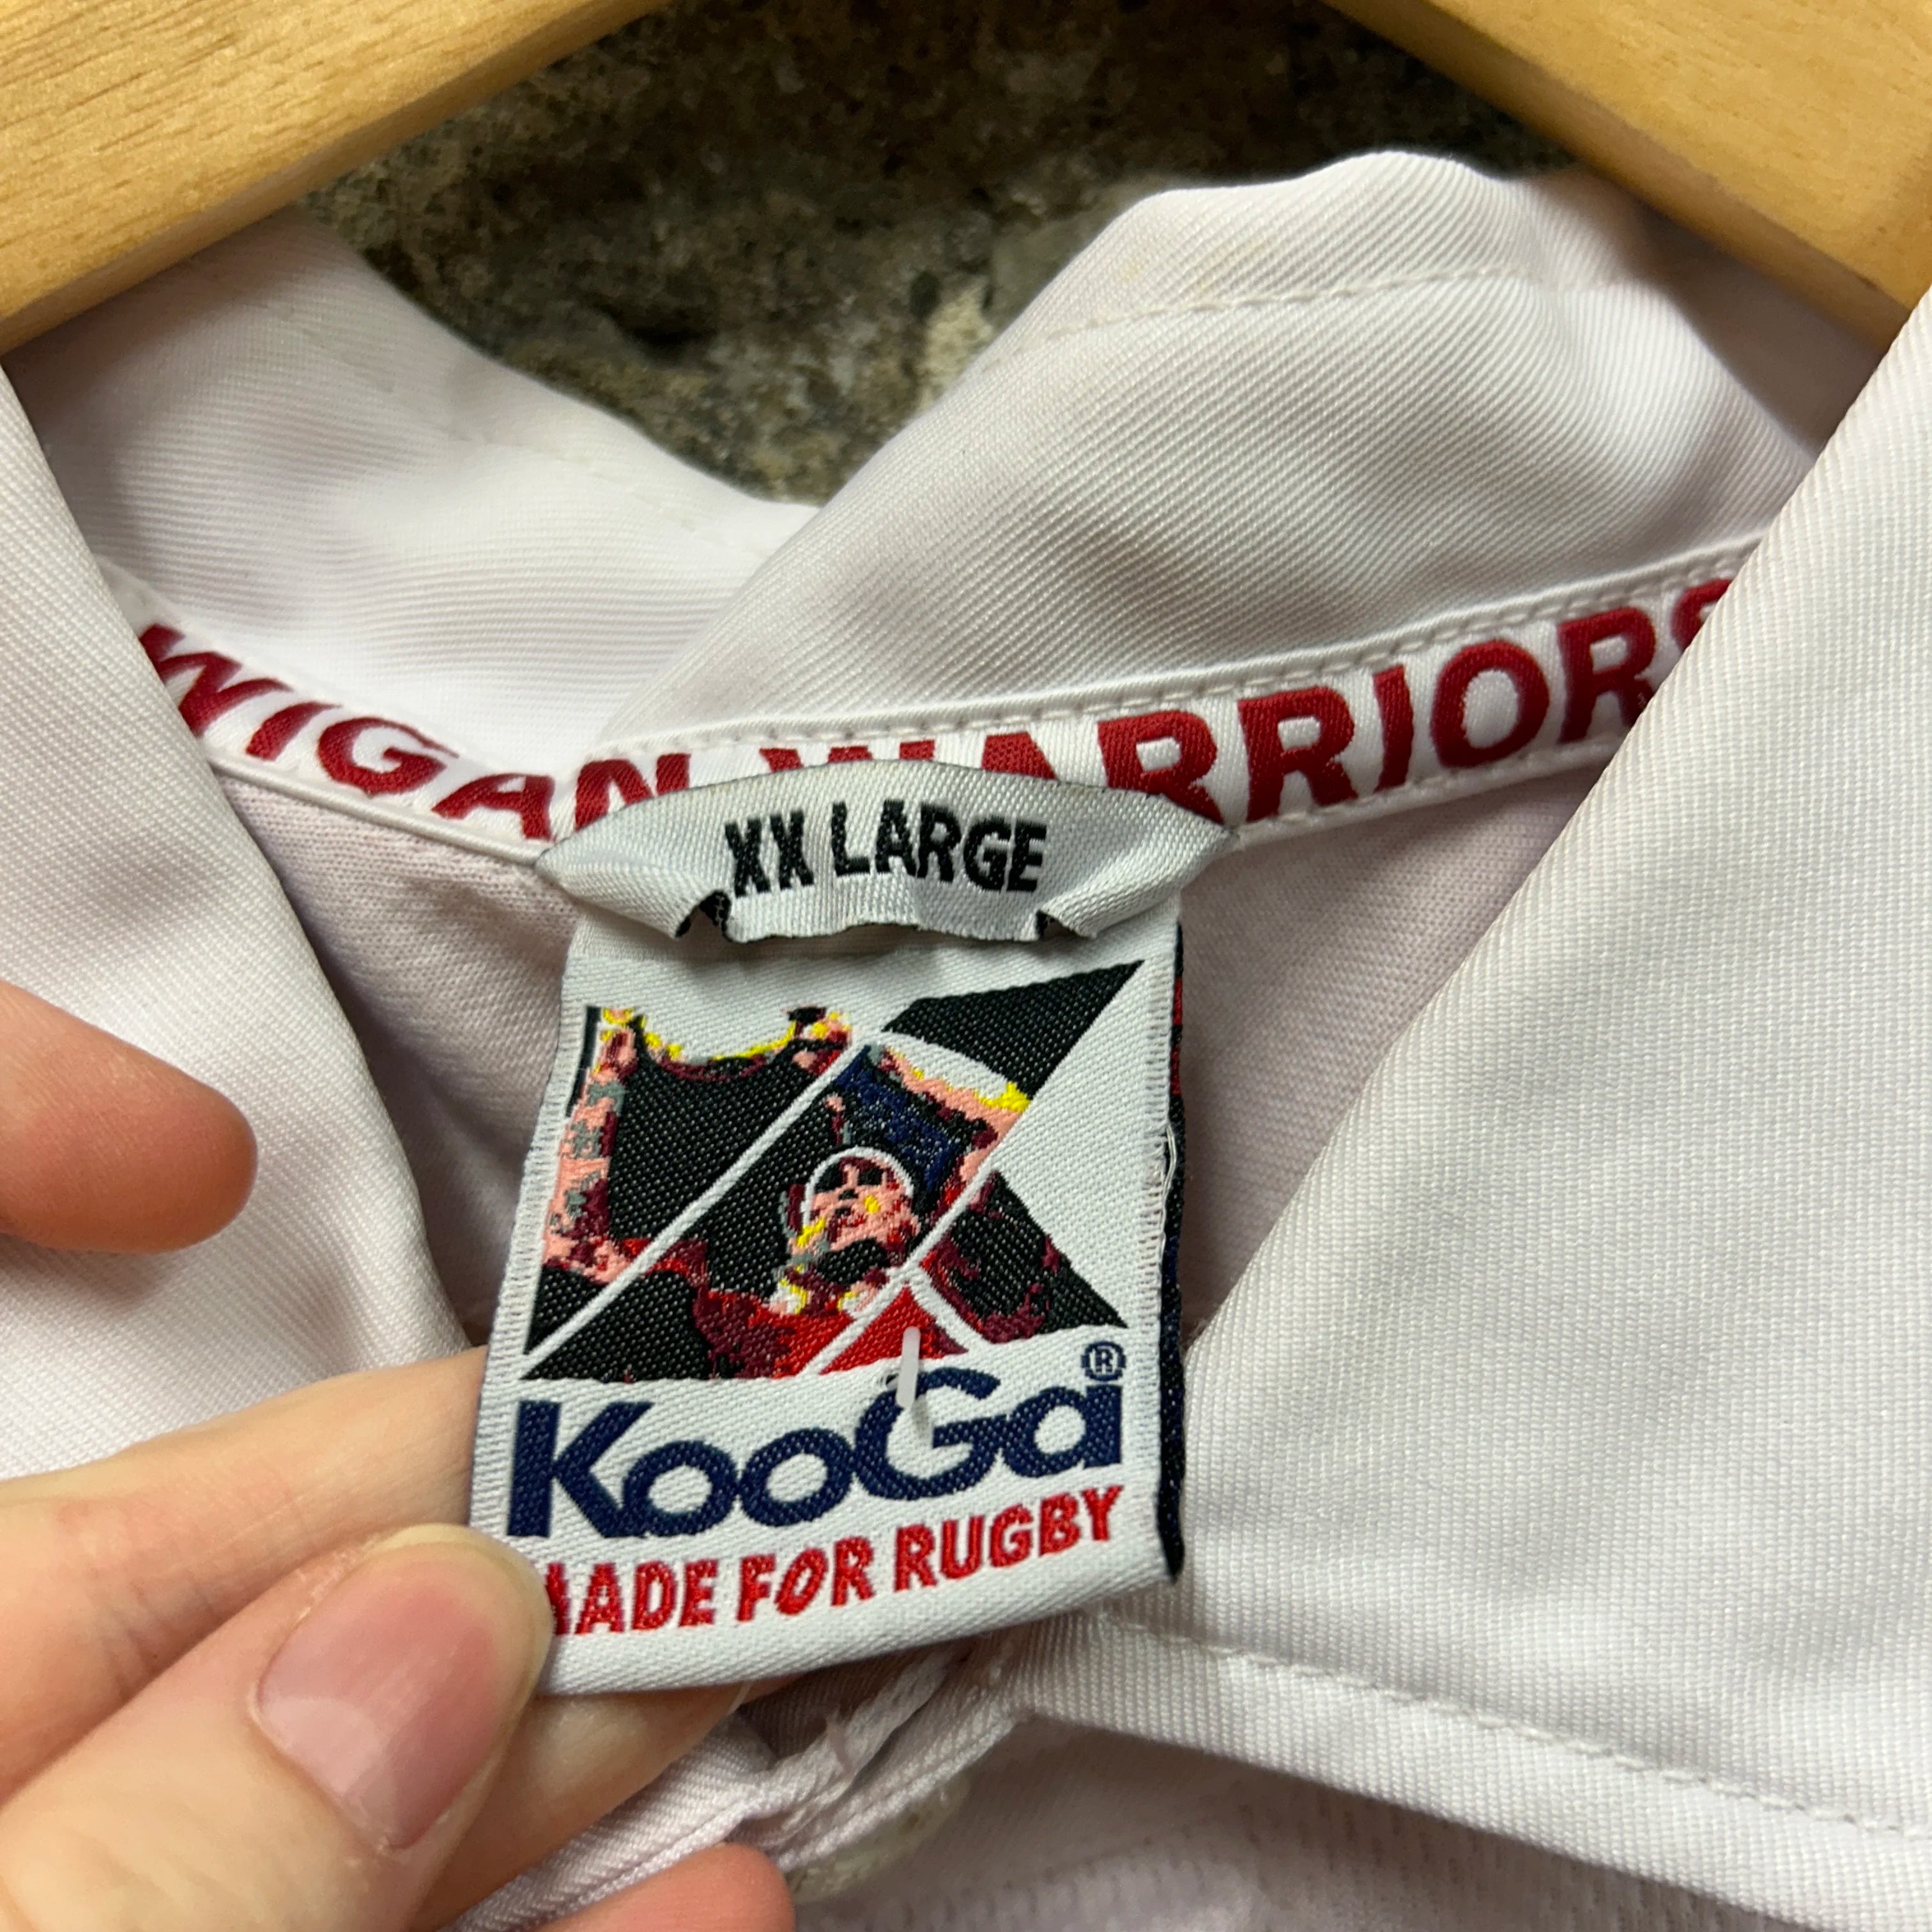 WIGAN WARRIORS
XX LARGE
KooGa®
MADE FOR RUGBY